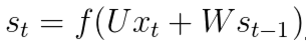 s_t = f(Ux_t + Ws_{t-1}),